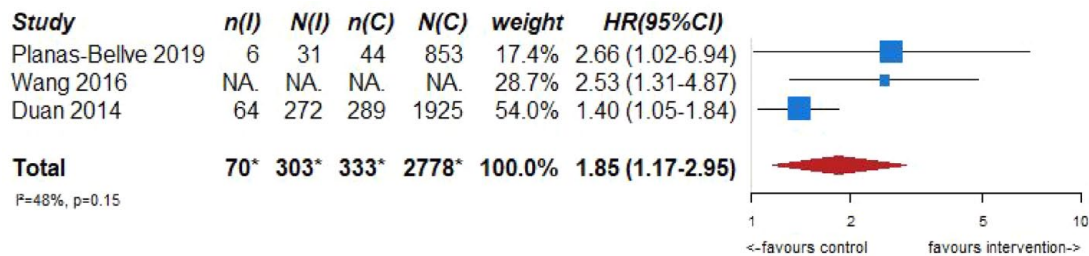 Study n(I) N(I) n(C) N(C) weight HR(95%CI)
Planas-Bellve 2019 6 31 44 853 17.4% 2.66 (1.02-6.94)
Wang 2016 NA. NA. NA. NA. 28.7% 2.53 (1.31-4.87)
Duan 2014 64 272 289 1925 54.0% 1.40 (1.05-1.84)
Total 70* 303* 333* 2778* 100.0% 1.85 (1.17-2.95)
I²=48%, p=0.15
1 2 5 10
<-favours control favours intervention->